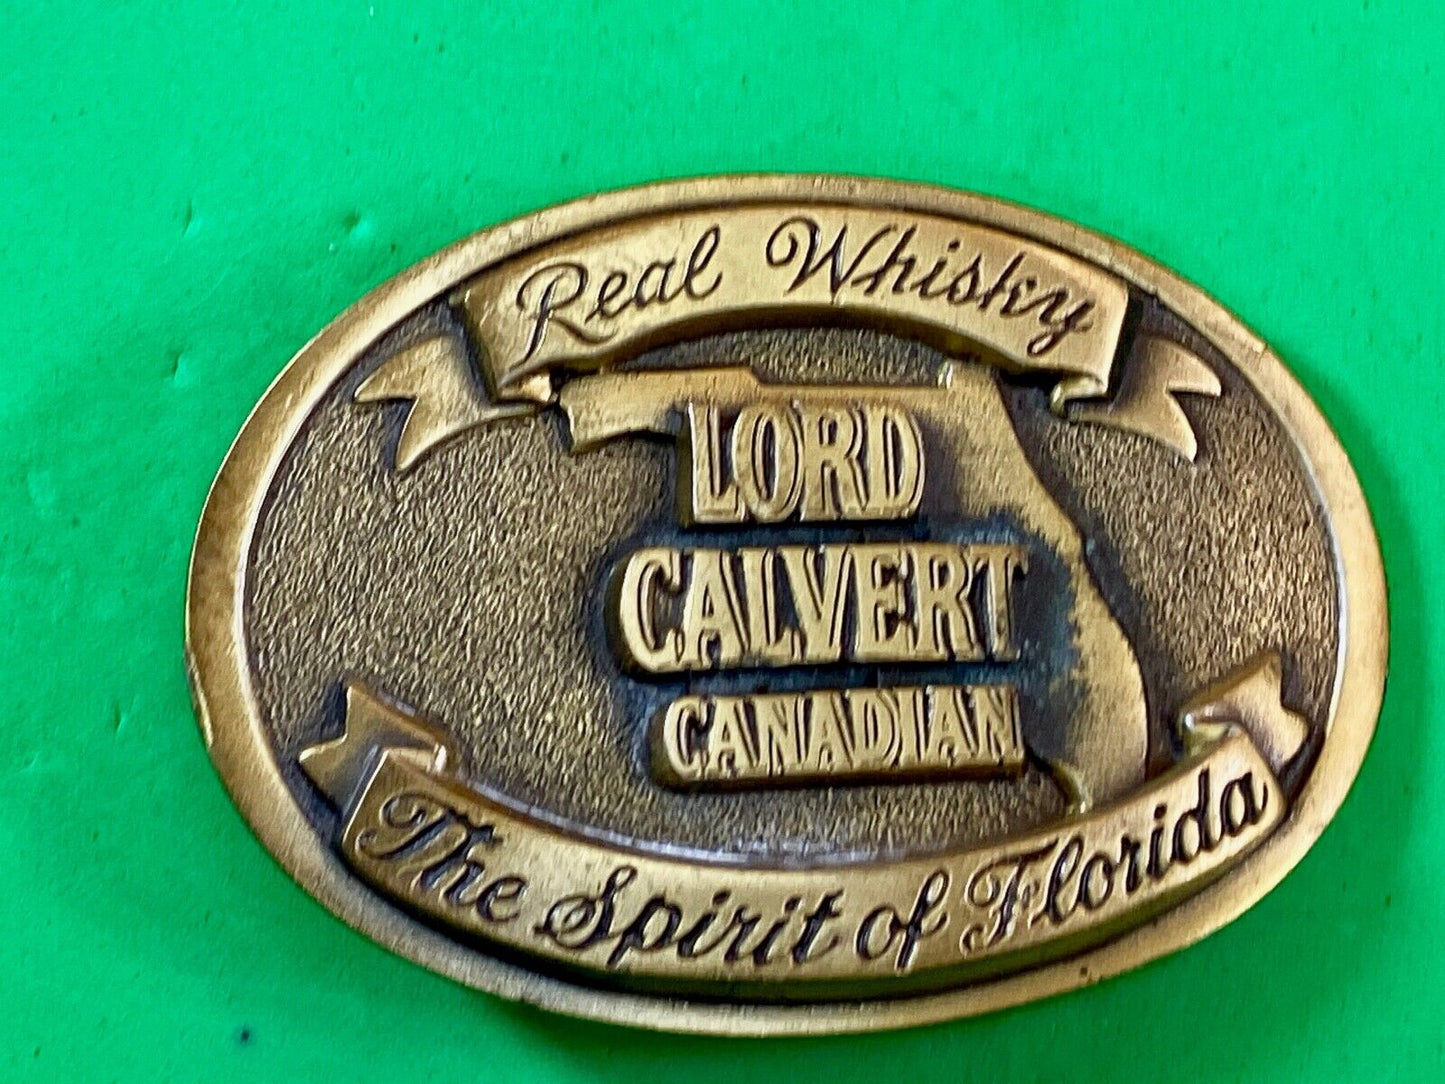 Real Whisky
LORD
CALVERT
CANADIAN
The Spirit of Florida